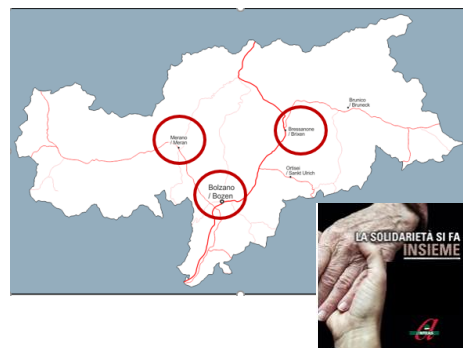 Brunico
/ Bruneck
Bressanone
/ Brixen
Merano
/ Meran
Ortisei
/ Sankt Ulrich
Bolzano
/ Bozen
LA SOLIDARIETÀ SI FA
INSIEME